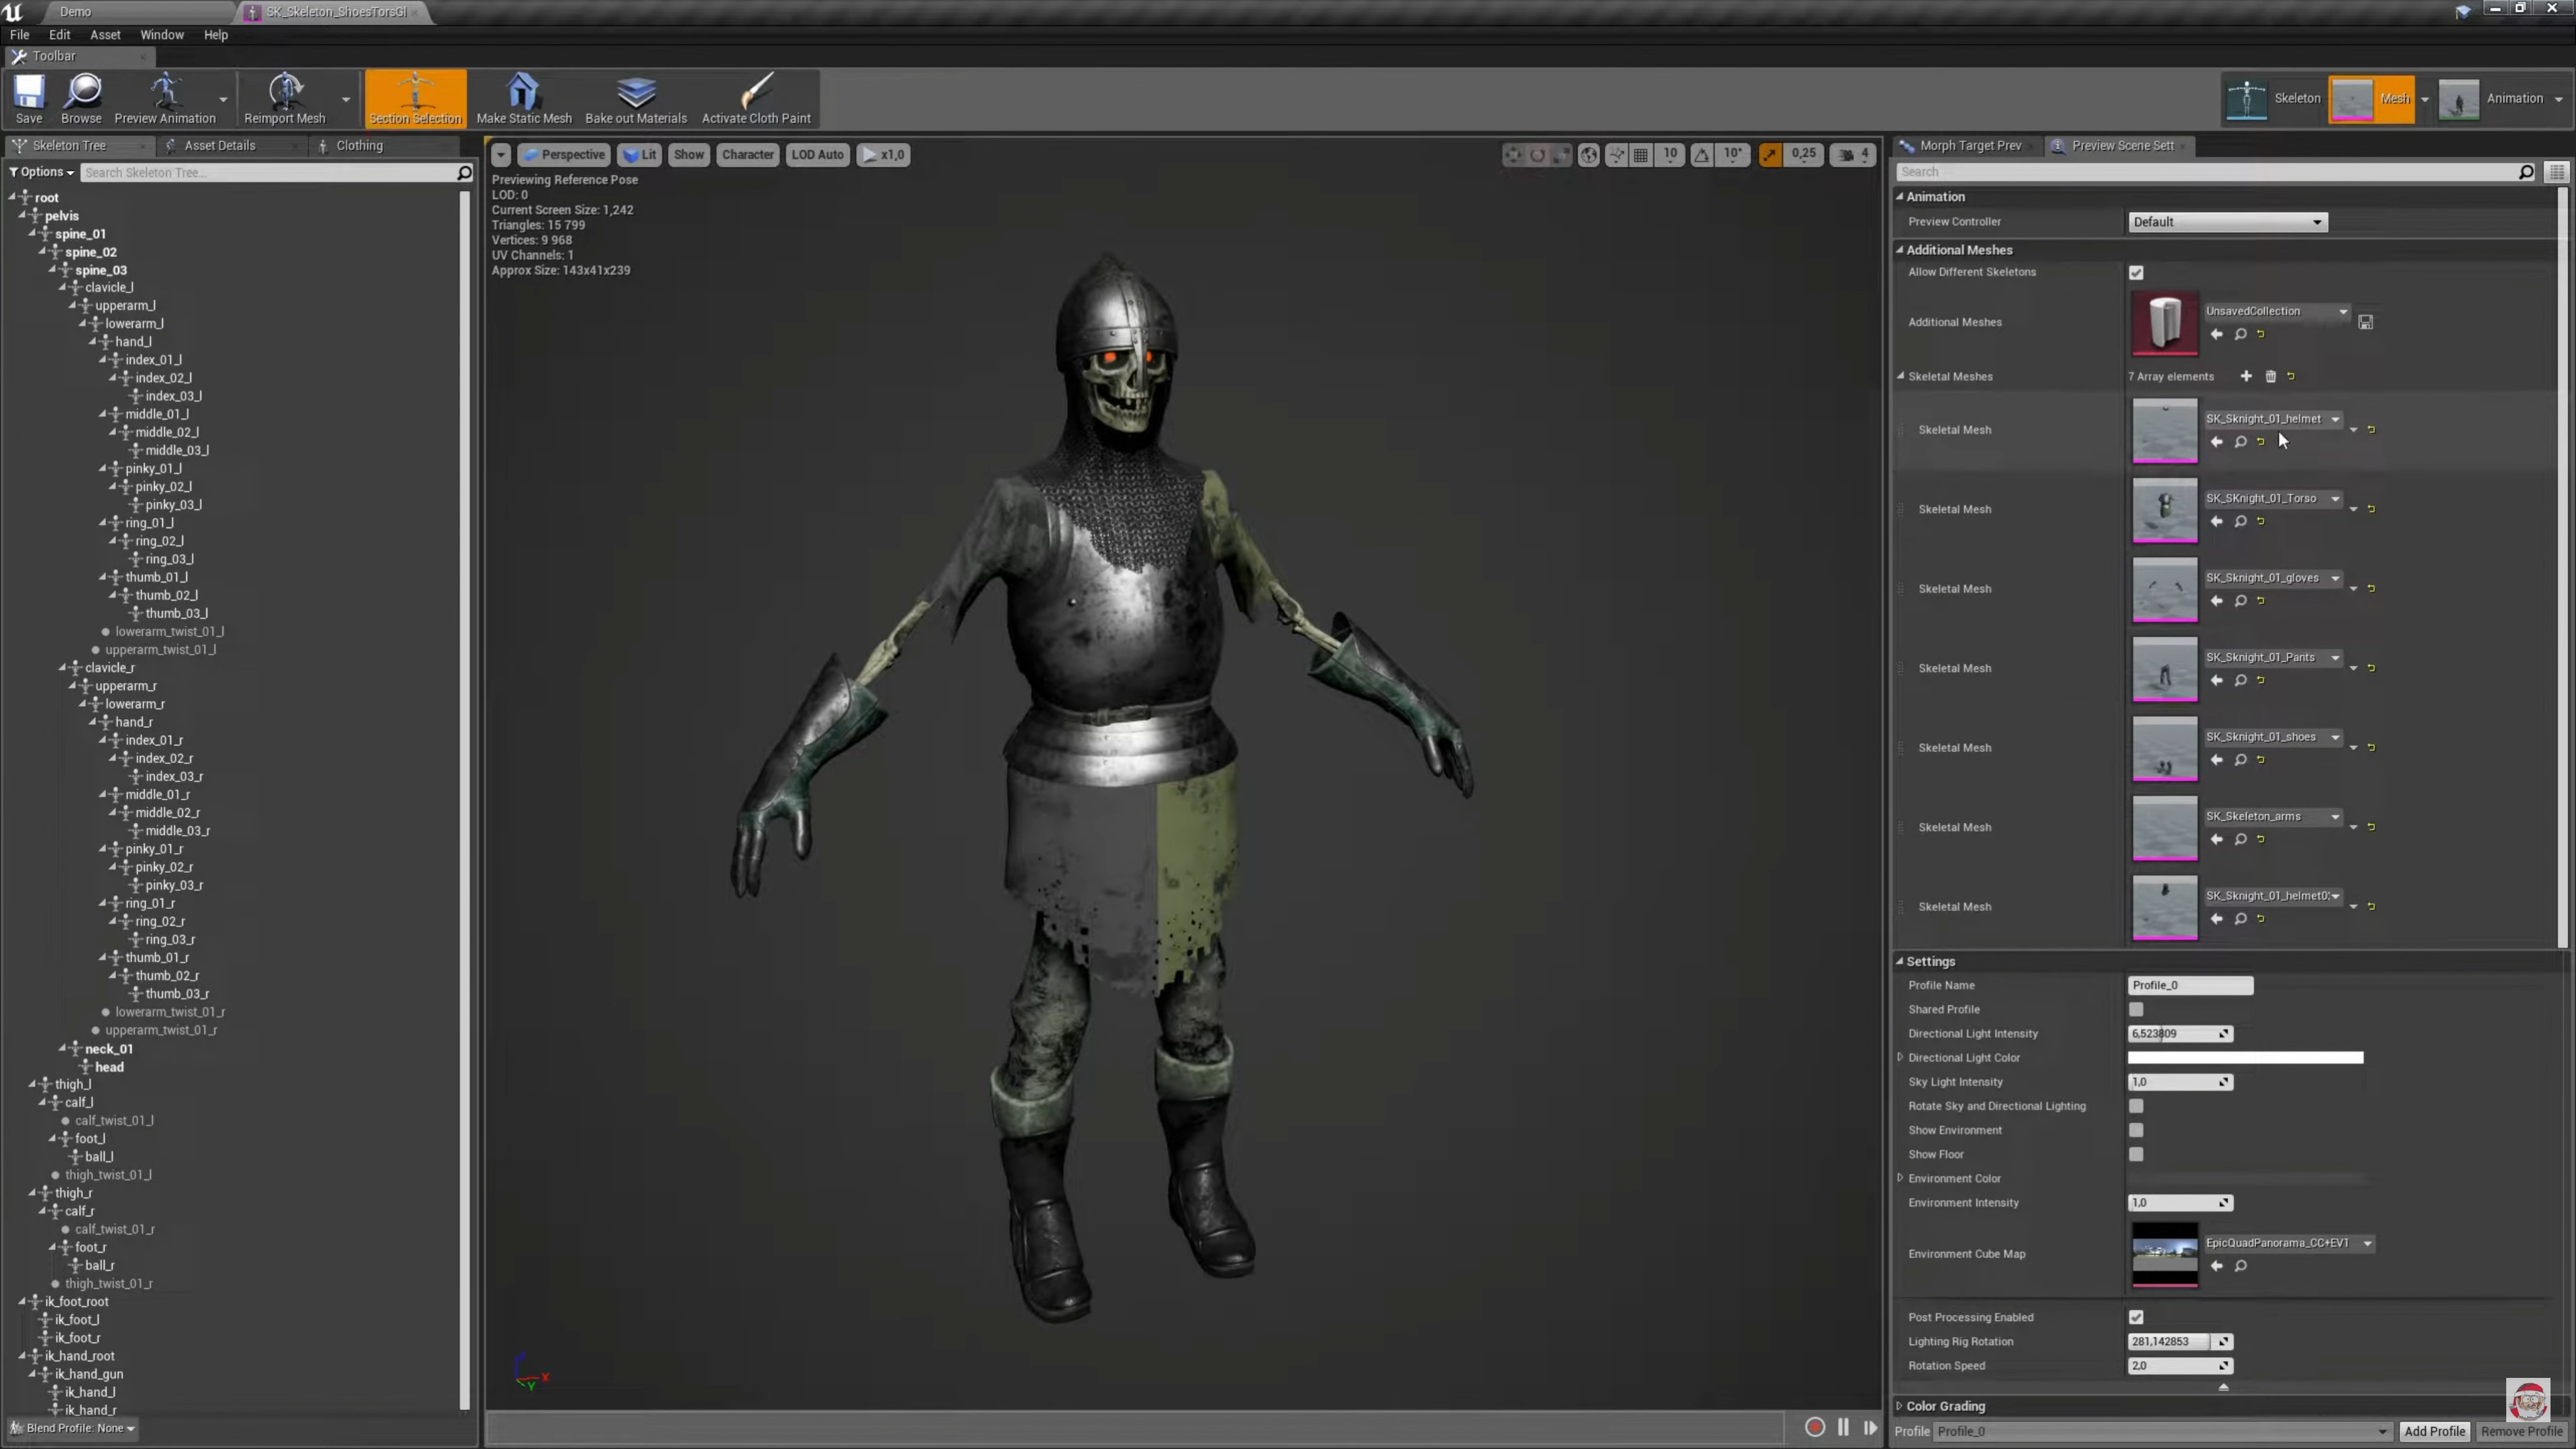 Demo
SK_Skeleton_ShoesTorsGl
File Edit Asset Window Help
Toolbar
Save Browse Preview Animation Reimport Mesh Section Selection Make Static Mesh Bake out Materials Activate Cloth Paint
Skeleton Mesh Animation
Skeleton Tree Asset Details Clothing
Options Search Skeleton Tree...
root
pelvis
spine_01
spine_02
spine_03
clavicle_l
upperarm_l
lowerarm_l
hand_l
index_01_l
index_02_l
index_03_l
middle_01_l
middle_02_l
middle_03_l
pinky_01_l
pinky_02_l
pinky_03_l
ring_01_l
ring_02_l
ring_03_l
thumb_01_l
thumb_02_l
thumb_03_l
lowerarm_twist_01_l
upperarm_twist_01_l
clavicle_r
upperarm_r
lowerarm_r
hand_r
index_01_r
index_02_r
index_03_r
middle_01_r
middle_02_r
middle_03_r
pinky_01_r
pinky_02_r
pinky_03_r
ring_01_r
ring_02_r
ring_03_r
thumb_01_r
thumb_02_r
thumb_03_r
lowerarm_twist_01_r
upperarm_twist_01_r
neck_01
head
thigh_l
calf_l
calf_twist_01_l
foot_l
ball_l
thigh_twist_01_l
thigh_r
calf_r
calf_twist_01_r
foot_r
ball_r
thigh_twist_01_r
ik_foot_root
ik_foot_l
ik_foot_r
ik_hand_root
ik_hand_gun
ik_hand_l
ik_hand_r
Blend Profile: None
Perspective Lit Show Character LOD Auto x1,0
10 10° 0,25 4
Previewing Reference Pose
LOD: 0
Current Screen Size: 1,242
Triangles: 15 799
Vertices: 9 968
UV Channels: 1
Approx Size: 143x41x239
X
Y
Morph Target Prev Preview Scene Sett
Search
Animation
Preview Controller Default
Additional Meshes
Allow Different Skeletons
Additional Meshes UnsavedCollection
Skeletal Meshes 7 Array elements
Skeletal Mesh SK_Sknight_01_helmet
Skeletal Mesh SK_SKnight_01_Torso
Skeletal Mesh SK_Sknight_01_gloves
Skeletal Mesh SK_Sknight_01_Pants
Skeletal Mesh SK_Sknight_01_shoes
Skeletal Mesh SK_Skeleton_arms
Skeletal Mesh SK_Sknight_01_helmet0
Settings
Profile Name Profile_0
Shared Profile
Directional Light Intensity 6,523809
Directional Light Color
Sky Light Intensity 1,0
Rotate Sky and Directional Lighting
Show Environment
Show Floor
Environment Color
Environment Intensity 1,0
Environment Cube Map EpicQuadPanorama_CC+EV1
Post Processing Enabled
Lighting Rig Rotation 281,142853
Rotation Speed 2,0
Color Grading
Profile Profile_0 Add Profile Remove Profile